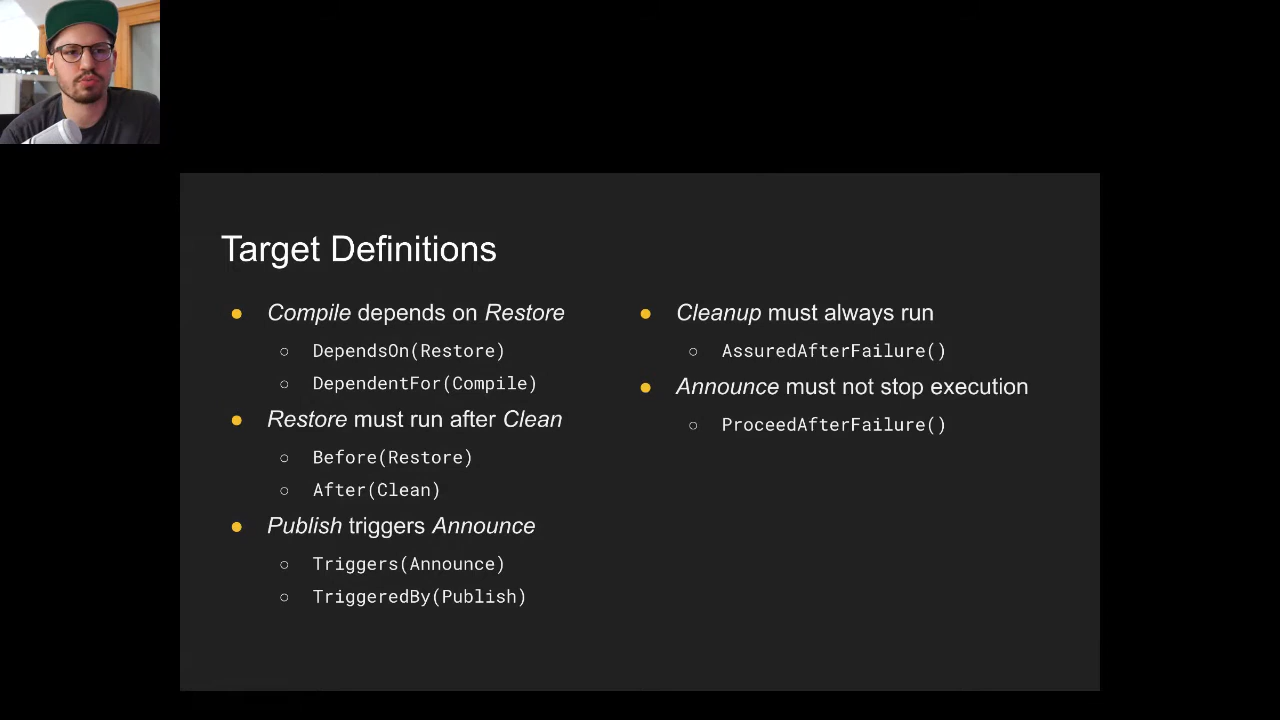 Target Definitions
● Compile depends on Restore
○ DependsOn(Restore)
○ DependentFor(Compile)
● Restore must run after Clean
○ Before(Restore)
○ After(Clean)
● Publish triggers Announce
○ Triggers(Announce)
○ TriggeredBy(Publish)
● Cleanup must always run
○ AssuredAfterFailure()
● Announce must not stop execution
○ ProceedAfterFailure()